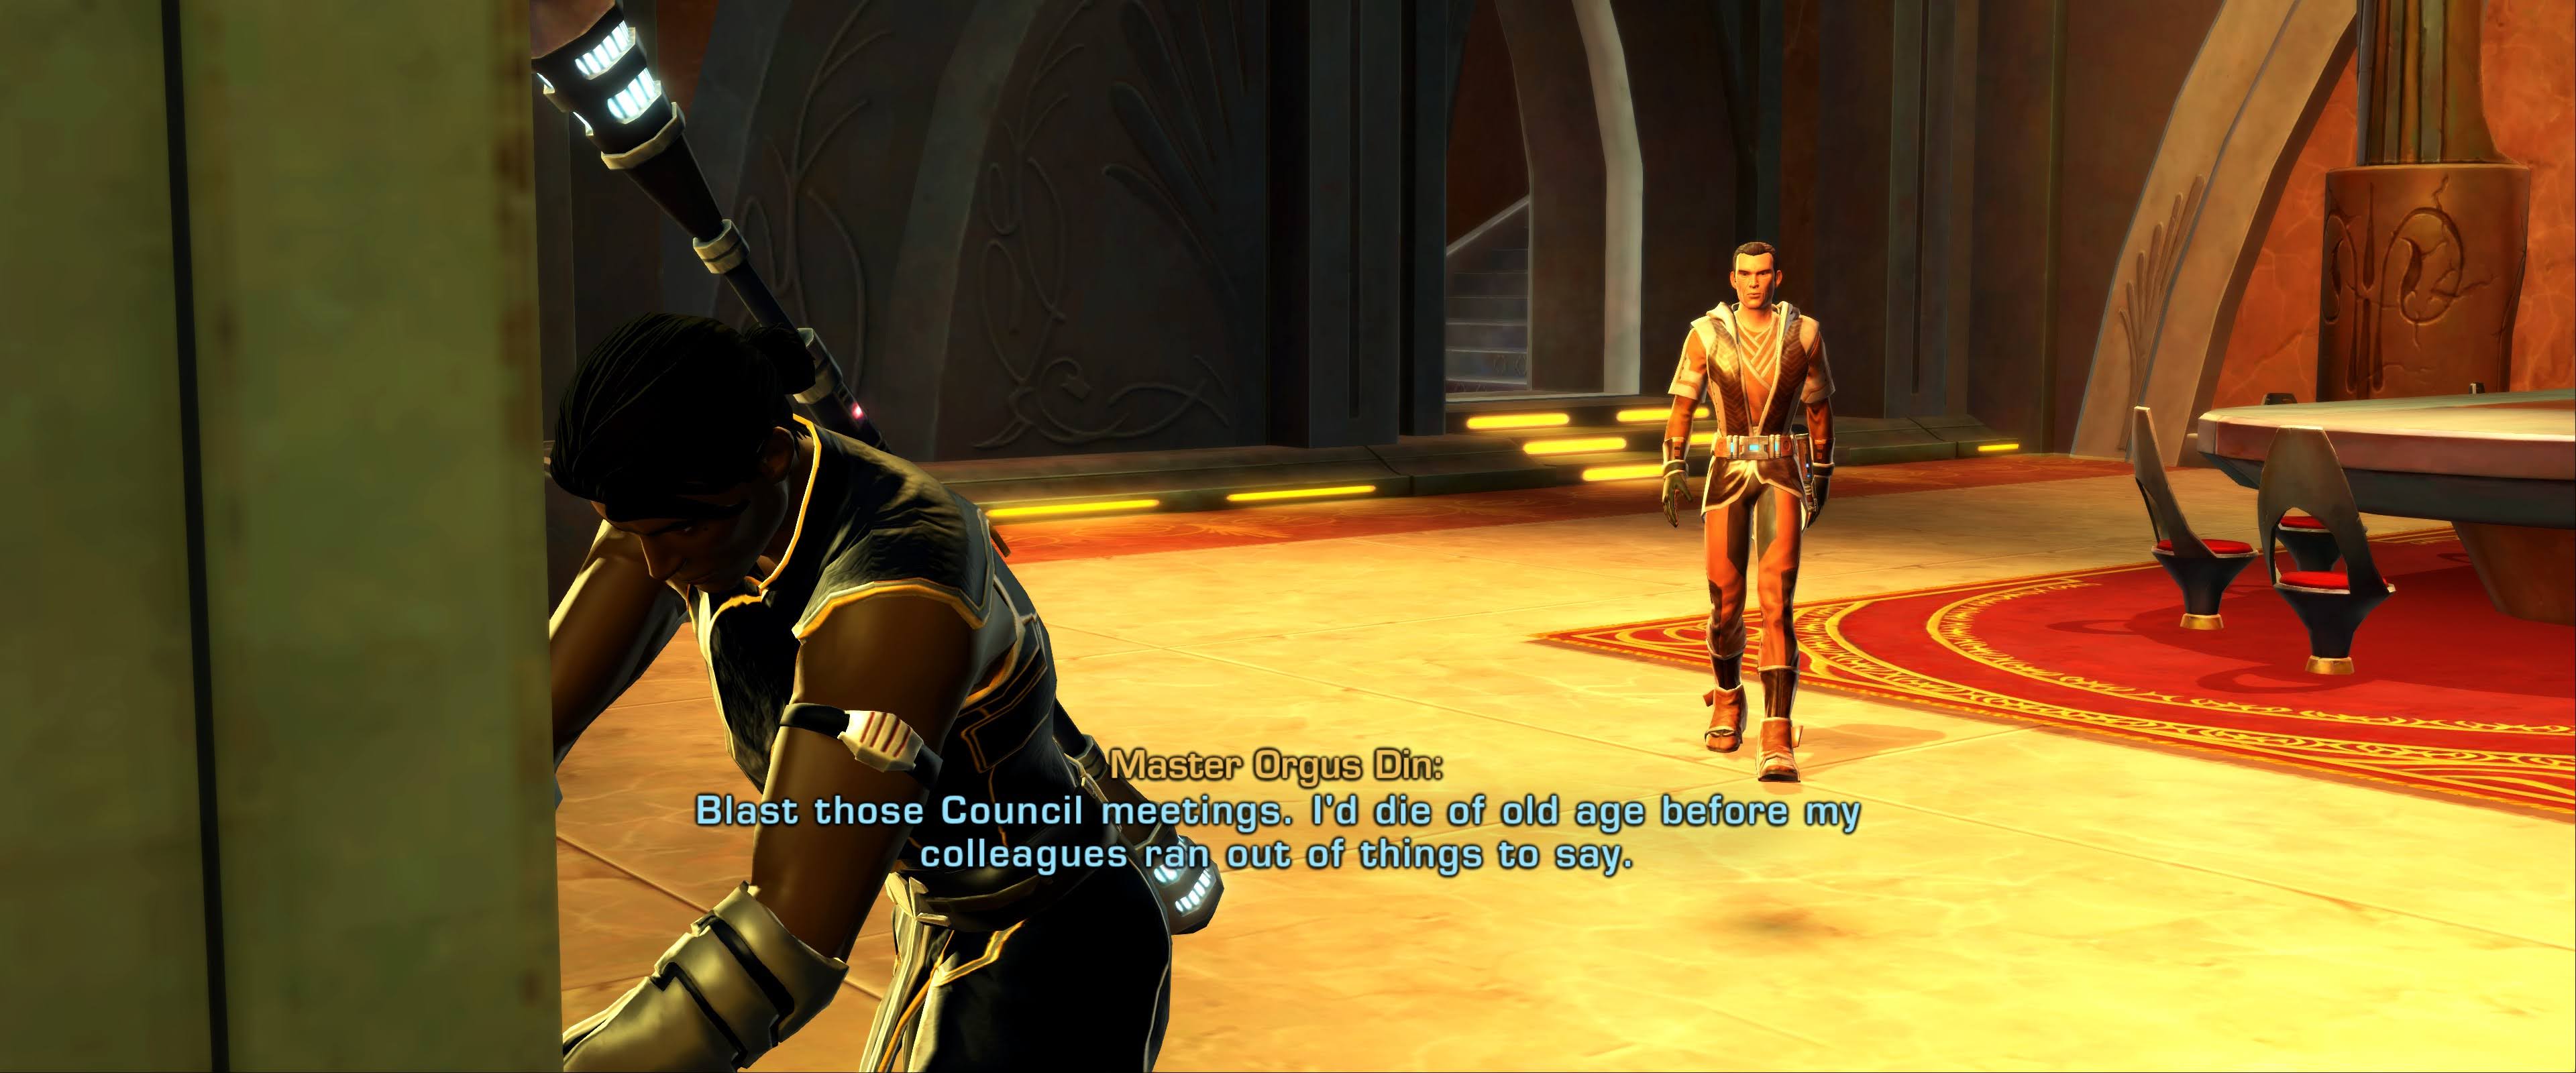 Master Orgus Din:
Blast those Council meetings. I'd die of old age before my
colleagues ran out of things to say.